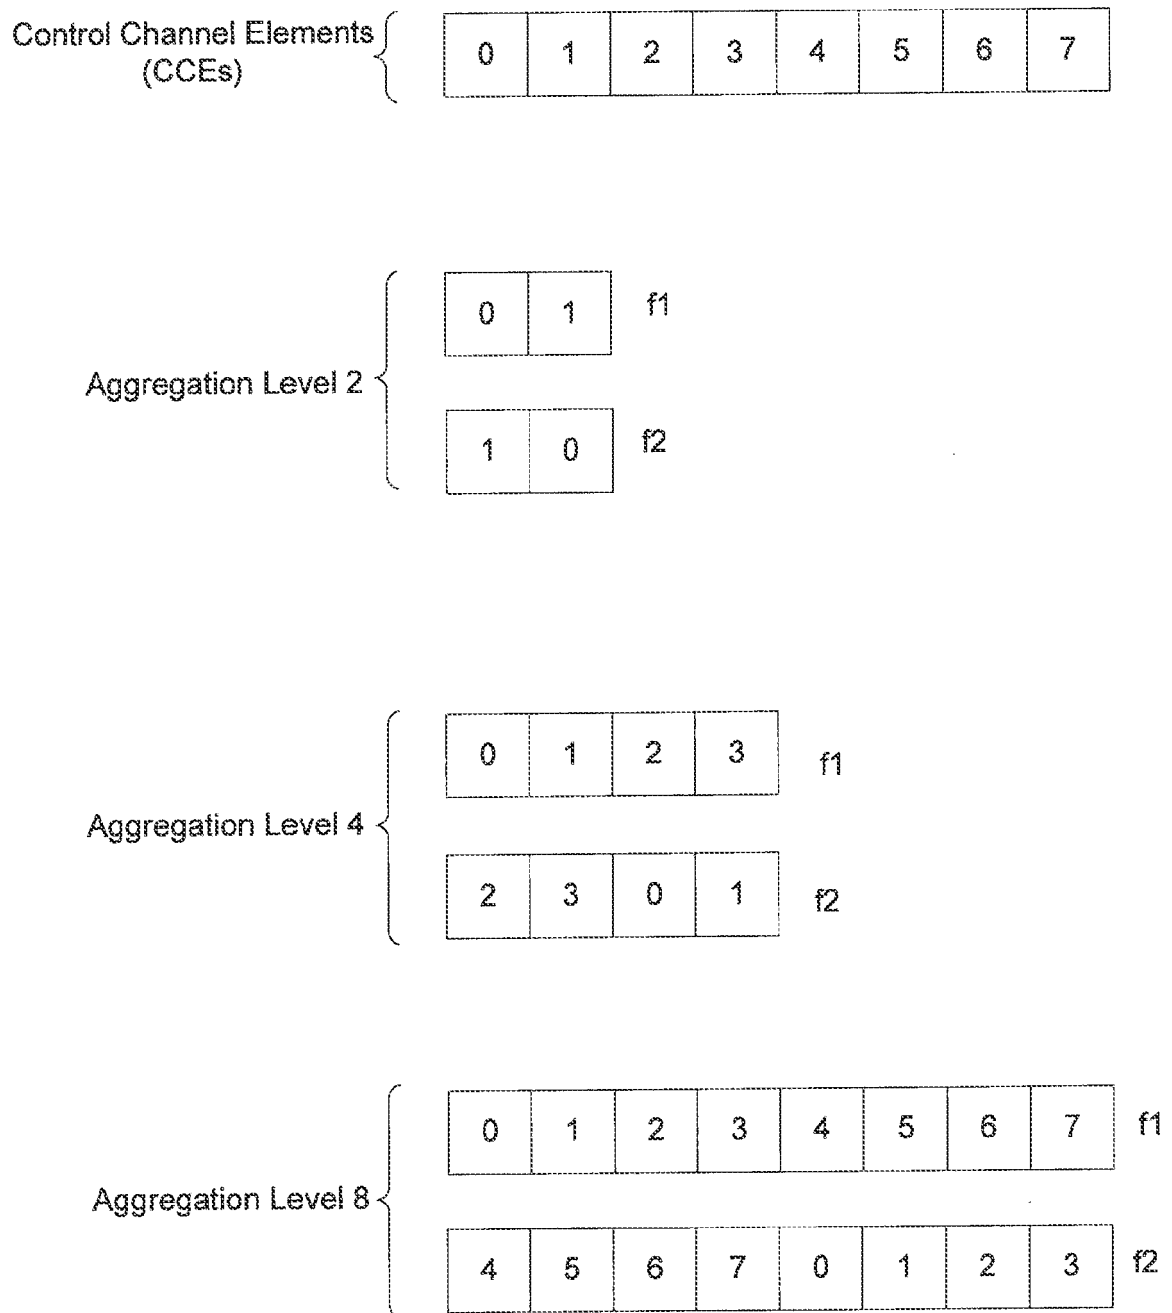 Control Channel Elements
(CCEs)
0 1 2 3 4 5 6 7
Aggregation Level 2
0 1 f1
1 0 f2
Aggregation Level 4
0 1 2 3 f1
2 3 0 1 f2
Aggregation Level 8
0 1 2 3 4 5 6 7 f1
4 5 6 7 0 1 2 3 f2